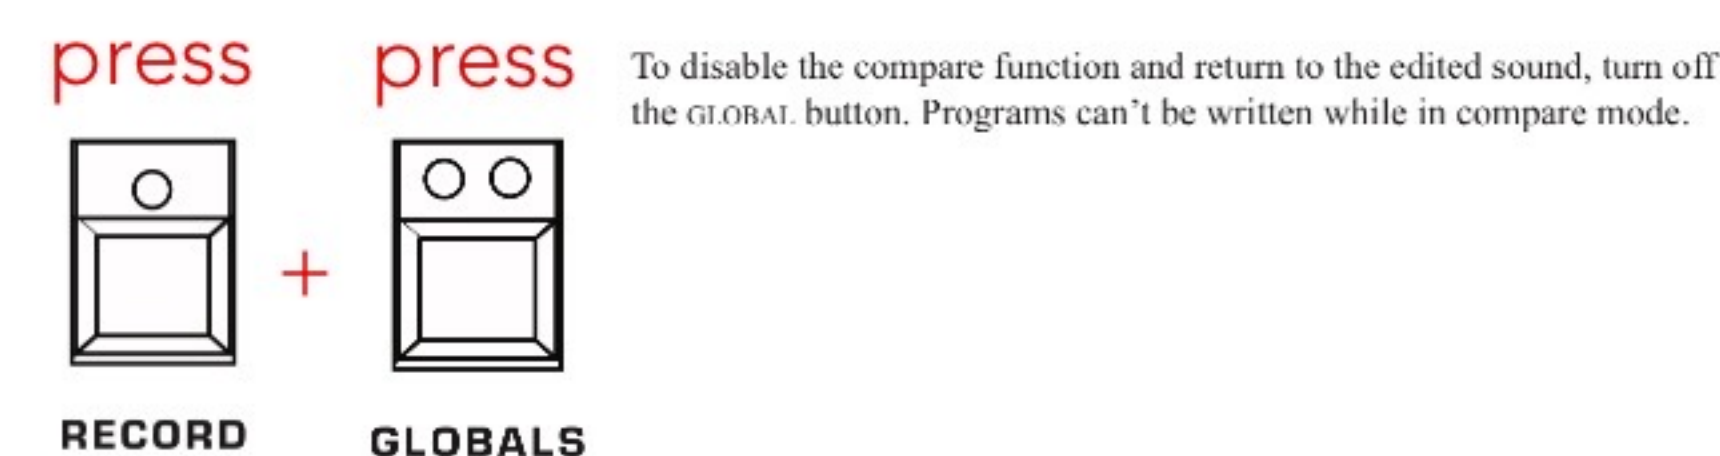 press press
To disable the compare function and return to the edited sound, turn off
the GLOBAL button. Programs can't be written while in compare mode.
+
RECORD
GLOBALS